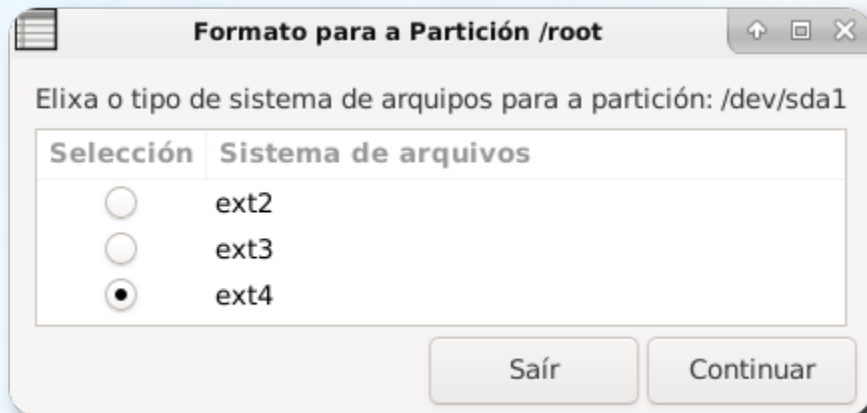 Formato para a Partición /root
Elixa o tipo de sistema de arquipos para a partición: /dev/sda1
Selección Sistema de arquivos
ext2
ext3
ext4
Saír Continuar